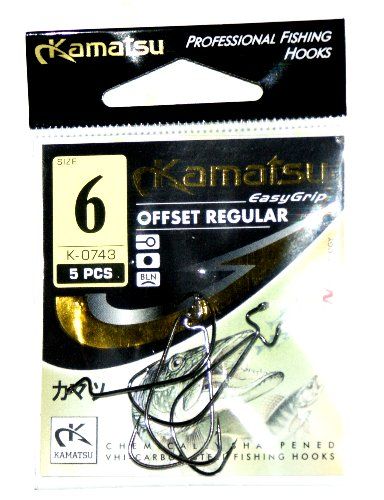 Kamatsu
PROFESSIONAL FISHING
HOOKS
SIZE
6
K-0743
5 PCS
Kamatsu
EasyGrip
OFFSET REGULAR
BLN
カマツ
KAMATSU
CHEMICALLY SHARPENED
VHI-CARBON STEEL FISHING HOOKS